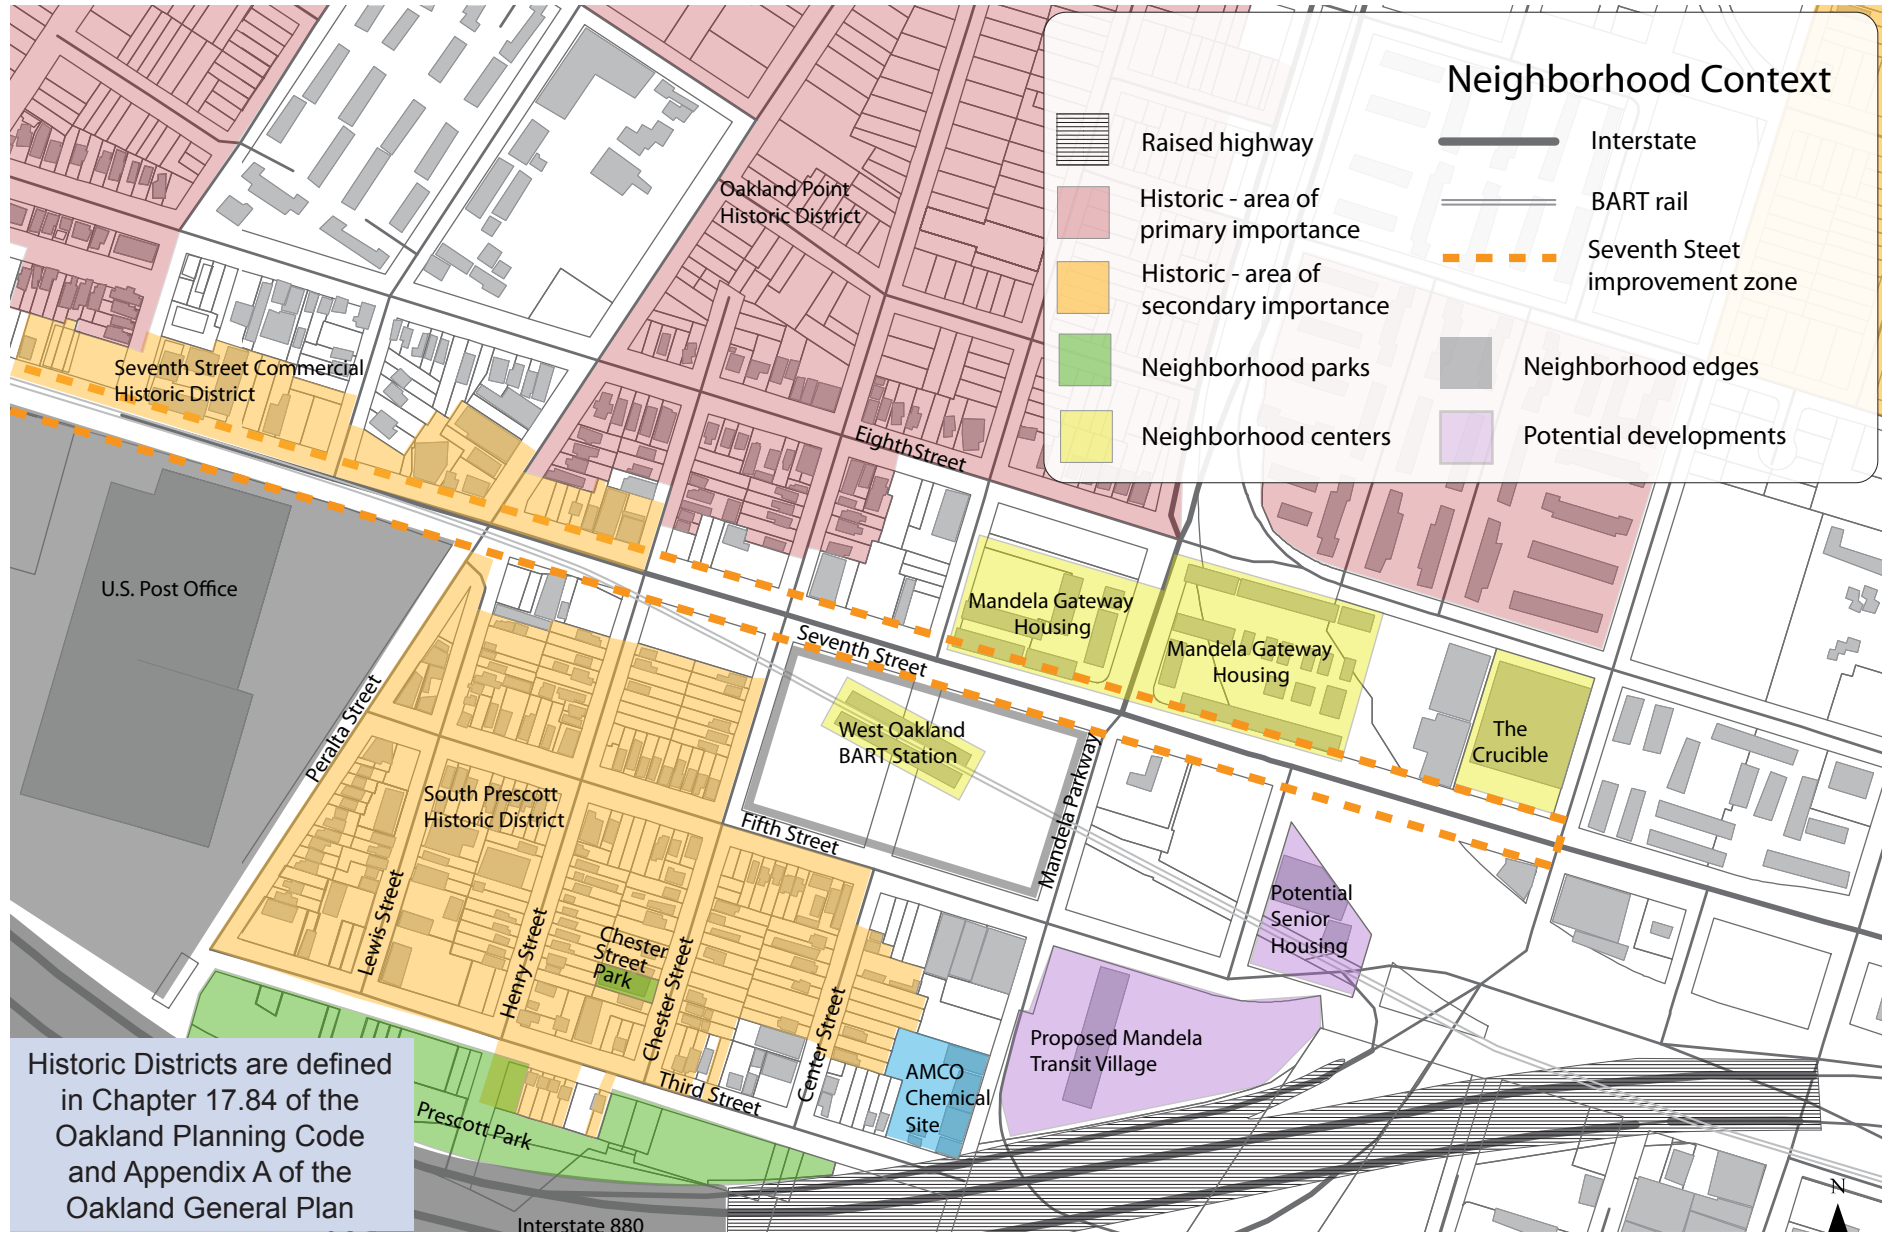 Neighborhood Context
Raised highway
Historic - area of
primary importance
Historic - area of
secondary importance
Neighborhood parks
Neighborhood centers
Interstate
BART rail
Seventh Steet
improvement zone
Neighborhood edges
Potential developments
Oakland Point
Historic District
Seventh Street Commercial
Historic District
EighthStreet
U.S. Post Office
Mandela Gateway
Housing
Mandela Gateway
Housing
Seventh Street
The
Crucible
West Oakland
BART Station
Peralta Street
Mandela Parkway
South Prescott
Historic District
Fifth Street
Lewis Street
Henry Street
Chester
Street
Park
Chester Street
Center Street
Potential
Senior
Housing
Proposed Mandela
Transit Village
AMCO
Chemical
Site
Third Street
Prescott Park
Historic Districts are defined
in Chapter 17.84 of the
Oakland Planning Code
and Appendix A of the
Oakland General Plan
Interstate 880
N